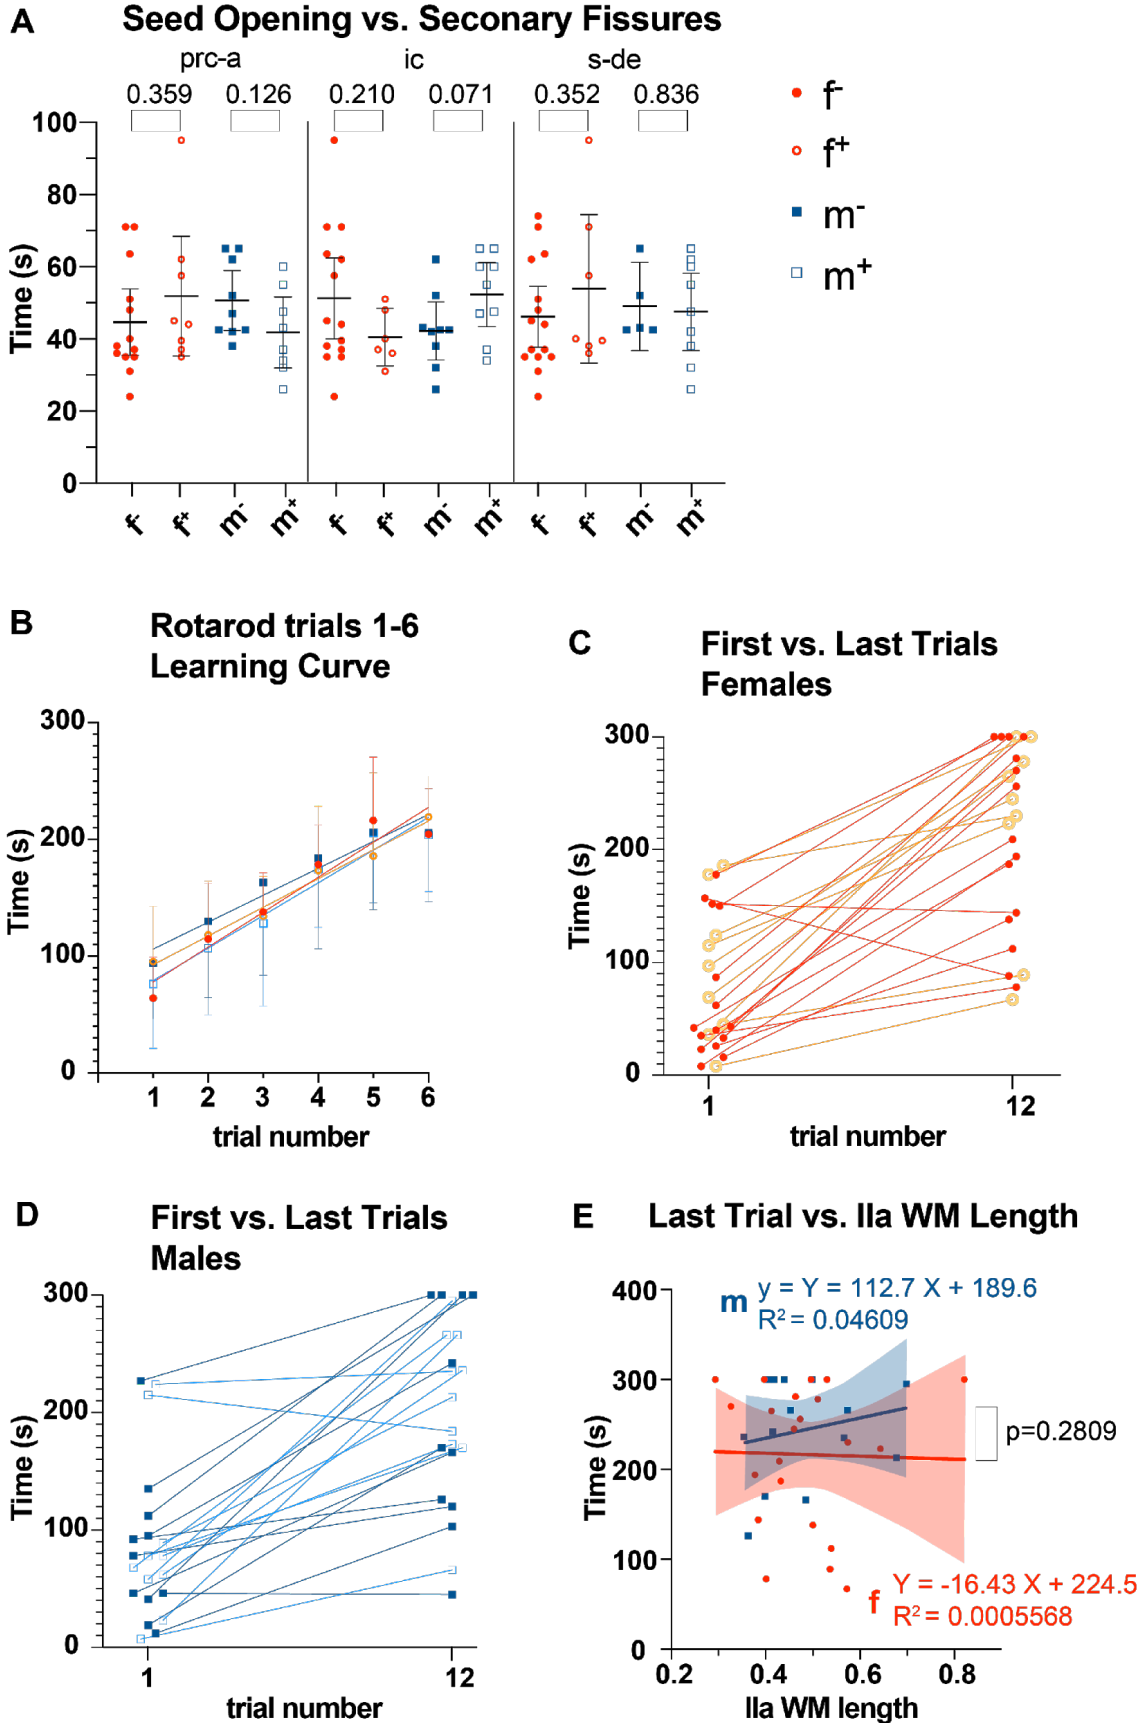 A
Seed Opening vs. Seconary Fissures
prc-a ic s-de
0.359 0.126 0.210 0.071 0.352 0.836
f-
f+
m-
m+
Time (s)
100
80
60
40
20
0
f- f+ m- m+ f- f+ m- m+ f- f+ m- m+
B
Rotarod trials 1-6
Learning Curve
Time (s)
300
200
100
0
1 2 3 4 5 6
trial number
C
First vs. Last Trials
Females
Time (s)
300
200
100
0
1 12
trial number
D
First vs. Last Trials
Males
Time (s)
300
200
100
0
1 12
trial number
E
Last Trial vs. IIa WM Length
m y = Y = 112.7 X + 189.6
R² = 0.04609
Time (s)
400
300
200
100
0
p=0.2809
f Y = -16.43 X + 224.5
R² = 0.0005568
0.2 0.4 0.6 0.8
IIa WM length